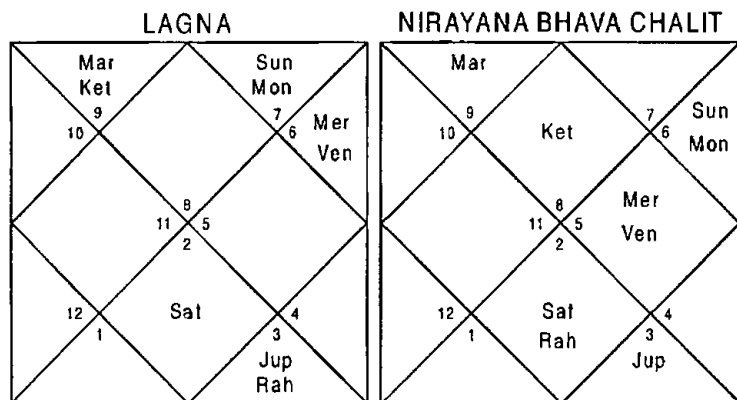 LAGNA
Mar
Ket
Sun
Mon
9
7
10
6
Mer
Ven
8
11 5
2
12
Sat
4
1
3
Jup
Rah
NIRAYANA BHAVA CHALIT
Mar
9
7
Sun
10
Ket
6
Mon
8
Mer
11 5
Ven
2
12
Sat
4
1
Rah
3
Jup